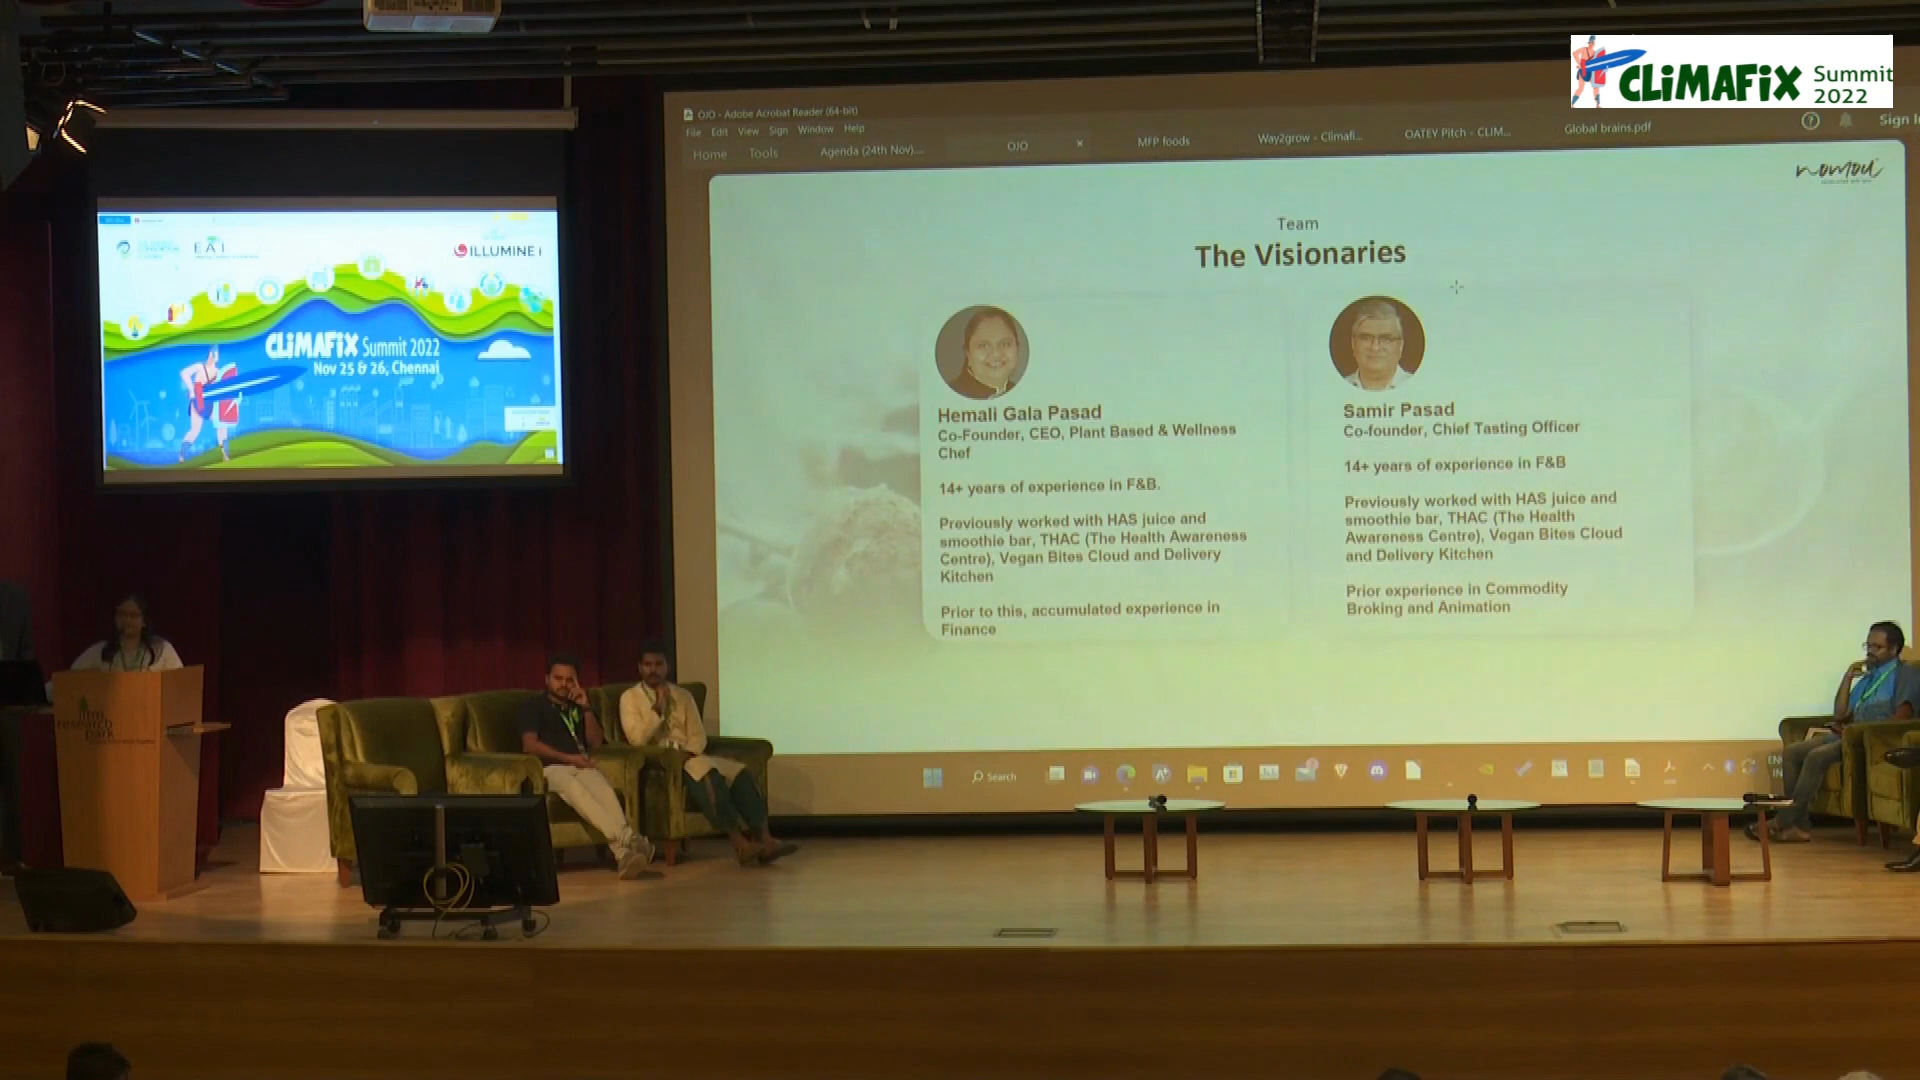 CLiMAFiX Summit
2022
OJO - Adobe Acrobat Reader (64-bit)
File Edit View Sign Window Help
Home Tools Agenda (24th Nov).... OJO × MFP foods Way2grow - Climafi... OATEY Pitch - CLIM... Global brains.pdf
Sign I
nomou
Team
The Visionaries
Hemali Gala Pasad
Co-Founder, CEO, Plant Based & Wellness
Chef
14+ years of experience in F&B.
Previously worked with HAS juice and
smoothie bar, THAC (The Health Awareness
Centre), Vegan Bites Cloud and Delivery
Kitchen
Prior to this, accumulated experience in
Finance
Samir Pasad
Co-founder, Chief Tasting Officer
14+ years of experience in F&B
Previously worked with HAS juice and
smoothie bar, THAC (The Health
Awareness Centre), Vegan Bites Cloud
and Delivery Kitchen
Prior experience in Commodity
Broking and Animation
Search
EN
IN
EAI
ILLUMINE i
CLiMAFiX Summit 2022
Nov 25 & 26, Chennai
iitm
research
park